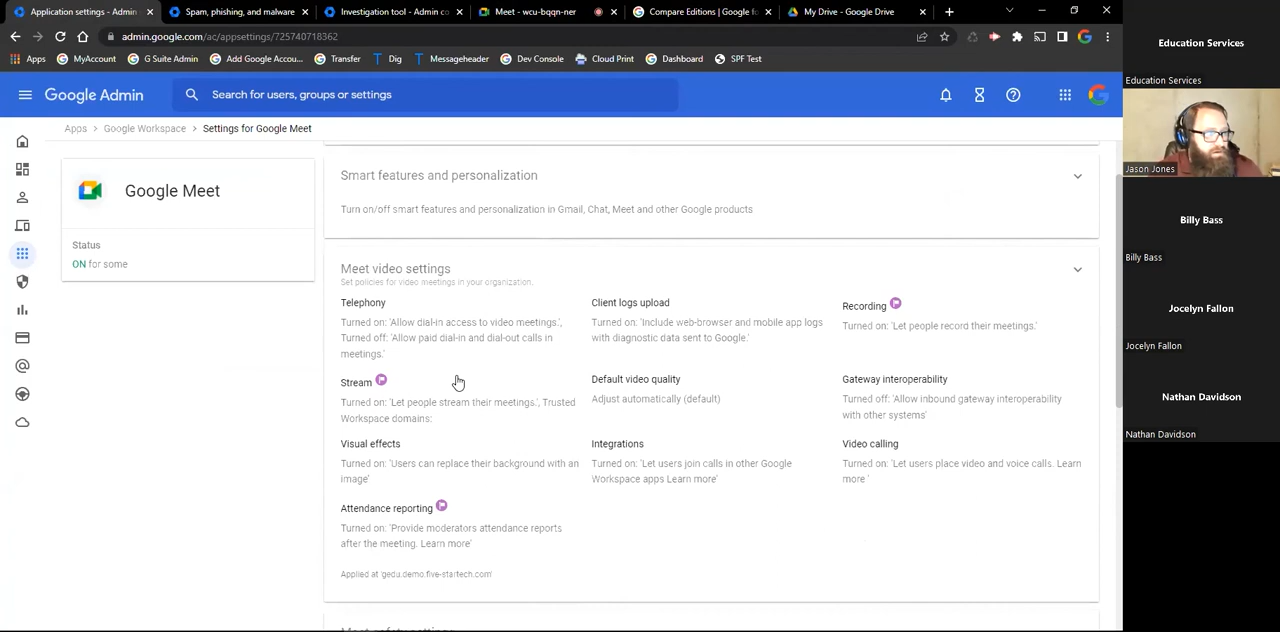 Application settings - Admin
Spam, phishing, and malware
Investigation tool - Admin co
Meet - wcu-bqqn-ner
Compare Editions | Google fo
My Drive - Google Drive
admin.google.com/ac/appsettings/725740718362
Apps
MyAccount
G Suite Admin
Add Google Accou...
Transfer
Dig
Messageheader
Dev Console
Cloud Print
Dashboard
SPF Test
Google Admin
Search for users, groups or settings
Apps > Google Workspace > Settings for Google Meet
Google Meet
Status
ON for some
Smart features and personalization
Turn on/off smart features and personalization in Gmail, Chat, Meet and other Google products
Meet video settings
Set policies for video meetings in your organization.
Telephony
Turned on: 'Allow dial-in access to video meetings.',
Turned off: 'Allow paid dial-in and dial-out calls in
meetings.'
Client logs upload
Turned on: 'Include web-browser and mobile app logs
with diagnostic data sent to Google.'
Recording
Turned on: 'Let people record their meetings.'
Stream
Turned on: 'Let people stream their meetings.', Trusted
Workspace domains:
Default video quality
Adjust automatically (default)
Gateway interoperability
Turned off: 'Allow inbound gateway interoperability
with other systems'
Visual effects
Turned on: 'Users can replace their background with an
image'
Integrations
Turned on: 'Let users join calls in other Google
Workspace apps Learn more'
Video calling
Turned on: 'Let users place video and voice calls. Learn
more '
Attendance reporting
Turned on: 'Provide moderators attendance reports
after the meeting. Learn more'
Applied at 'gedu.demo.five-startech.com'
Meet safety settings
Education Services
Education Services
Jason Jones
Billy Bass
Billy Bass
Jocelyn Fallon
Jocelyn Fallon
Nathan Davidson
Nathan Davidson